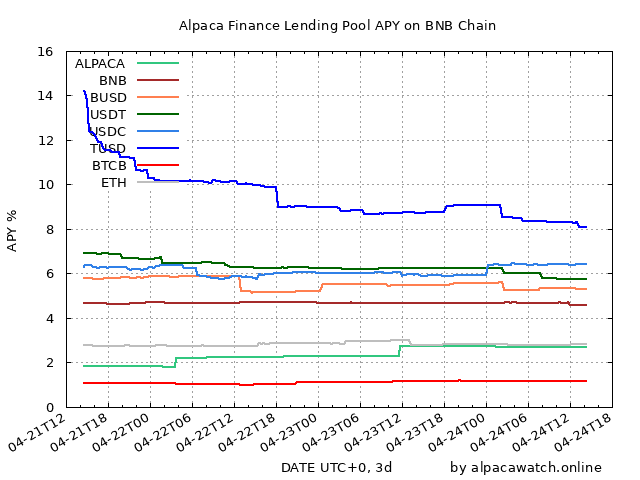 Alpaca Finance Lending Pool APY on BNB Chain
16
14
12
10
8
6
4
2
0
APY %
ALPACA
BNB
BUSD
USDT
USDC
TUSD
BTCB
ETH
04-21T12
04-21T18
04-22T00
04-22T06
04-22T12
04-22T18
04-23T00
04-23T06
04-23T12
04-23T18
04-24T00
04-24T06
04-24T12
04-24T18
DATE UTC+0, 3d
by alpacawatch.online